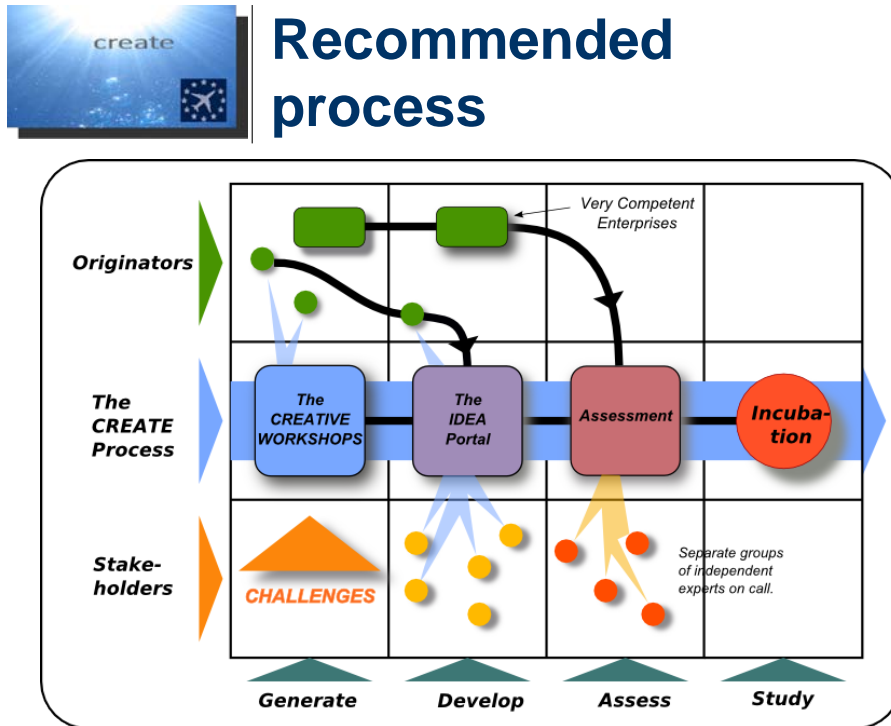 create
Recommended
process
Very Competent
Enterprises
Originators
The
CREATE
Process
The
CREATIVE
WORKSHOPS
The
IDEA
Portal
Assessment
Incuba-
tion
Stake-
holders
CHALLENGES
Separate groups
of independent
experts on call.
Generate
Develop
Assess
Study